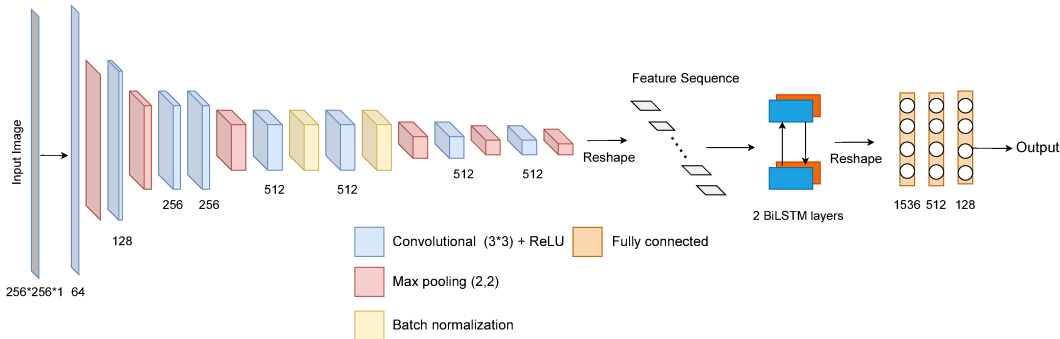 Input Image
256*256*1
64
128
256
256
512
512
512
512
Reshape
Feature Sequence
2 BiLSTM layers
Reshape
1536
512
128
Output
Convolutional (3*3) + ReLU
Fully connected
Max pooling (2,2)
Batch normalization